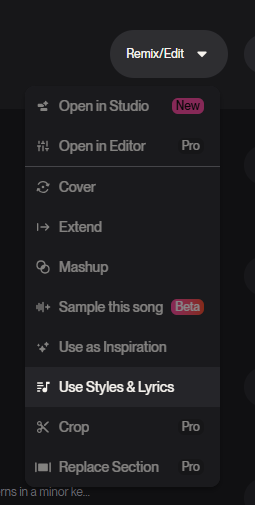 Remix/Edit
Open in Studio New
Open in Editor Pro
Cover
Extend
Mashup
Sample this song Beta
Use as Inspiration
Use Styles & Lyrics
Crop Pro
Replace Section Pro
rns in a minor ke...